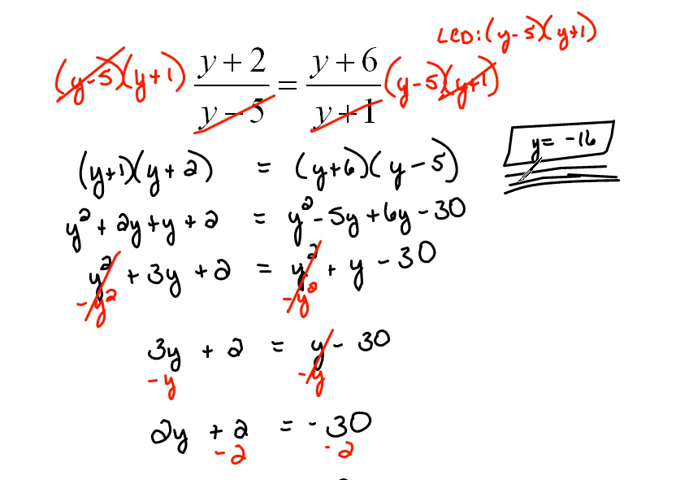 LCD: (y-5)(y+1)
(y-5)(y+1) y+2/y-5 = y+6/y+1 (y-5)(y+1)
y = -16
(y+1)(y+2) = (y+6)(y-5)
y² + 2y + y + 2 = y² - 5y + 6y - 30
y² + 3y + 2 = y² + y - 30
-y² -y²
3y + 2 = y - 30
-y -y
2y + 2 = -30
-2 -2